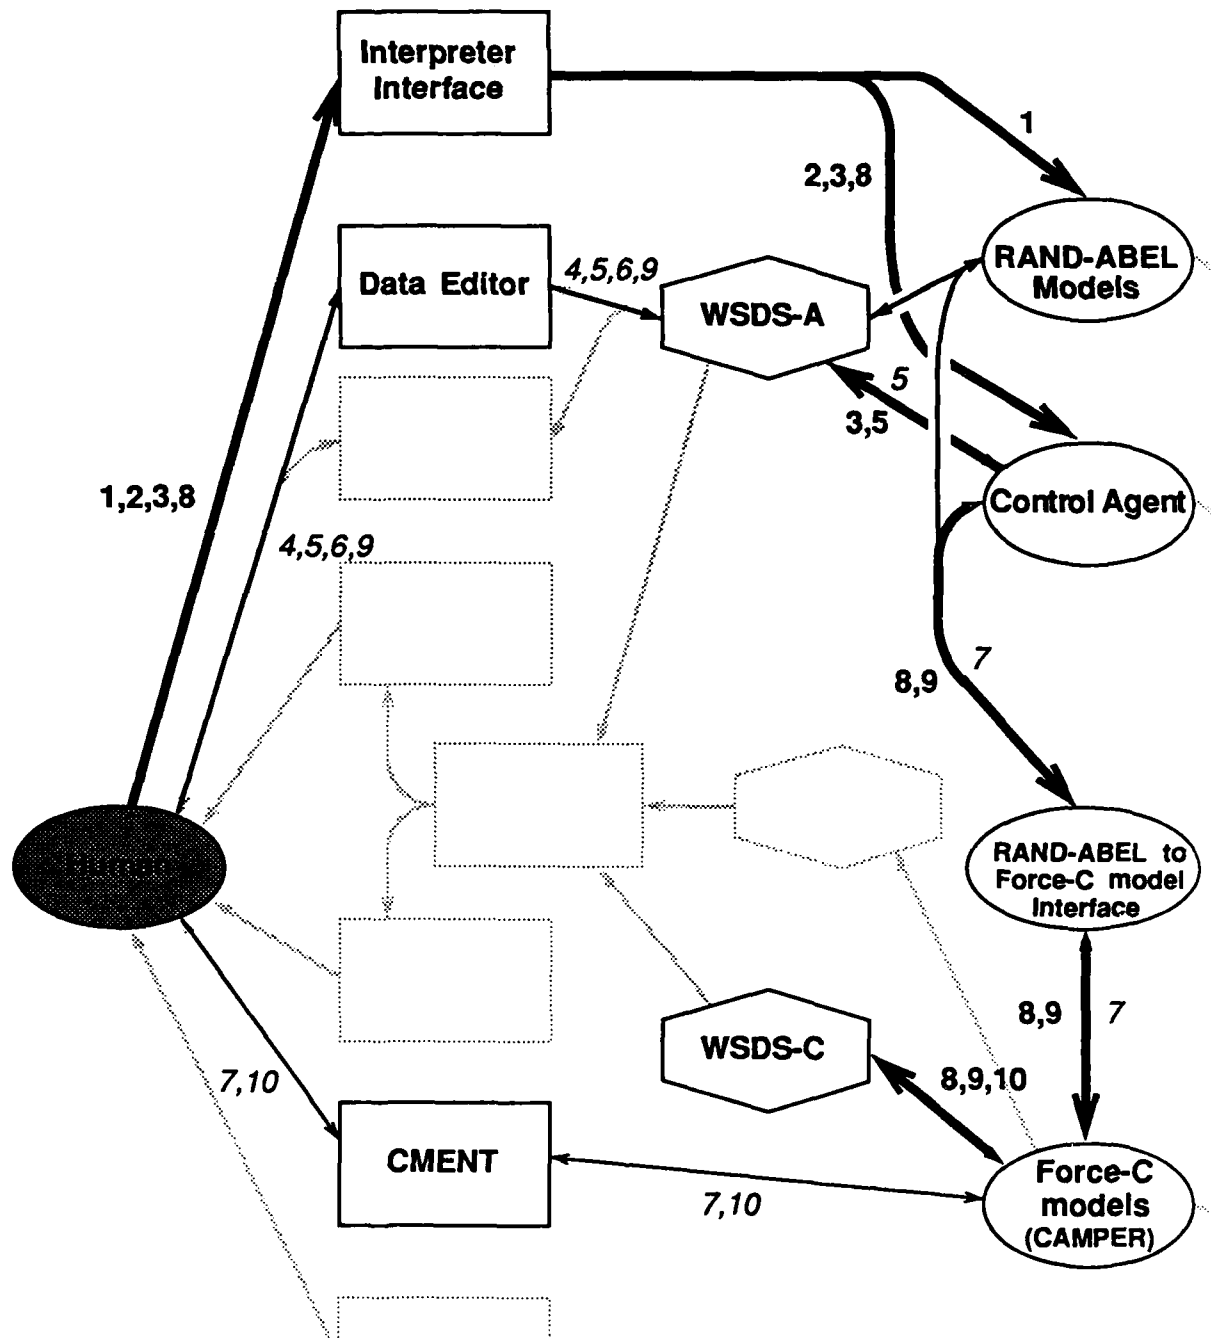 Interpreter
Interface
1
2,3,8
RAND-ABEL
Models
Data Editor
4,5,6,9
WSDS-A
5
3,5
Control Agent
1,2,3,8
4,5,6,9
7
8,9
Human
RAND-ABEL to
Force-C model
Interface
8,9
7
WSDS-C
8,9,10
7,10
CMENT
7,10
Force-C
models
(CAMPER)